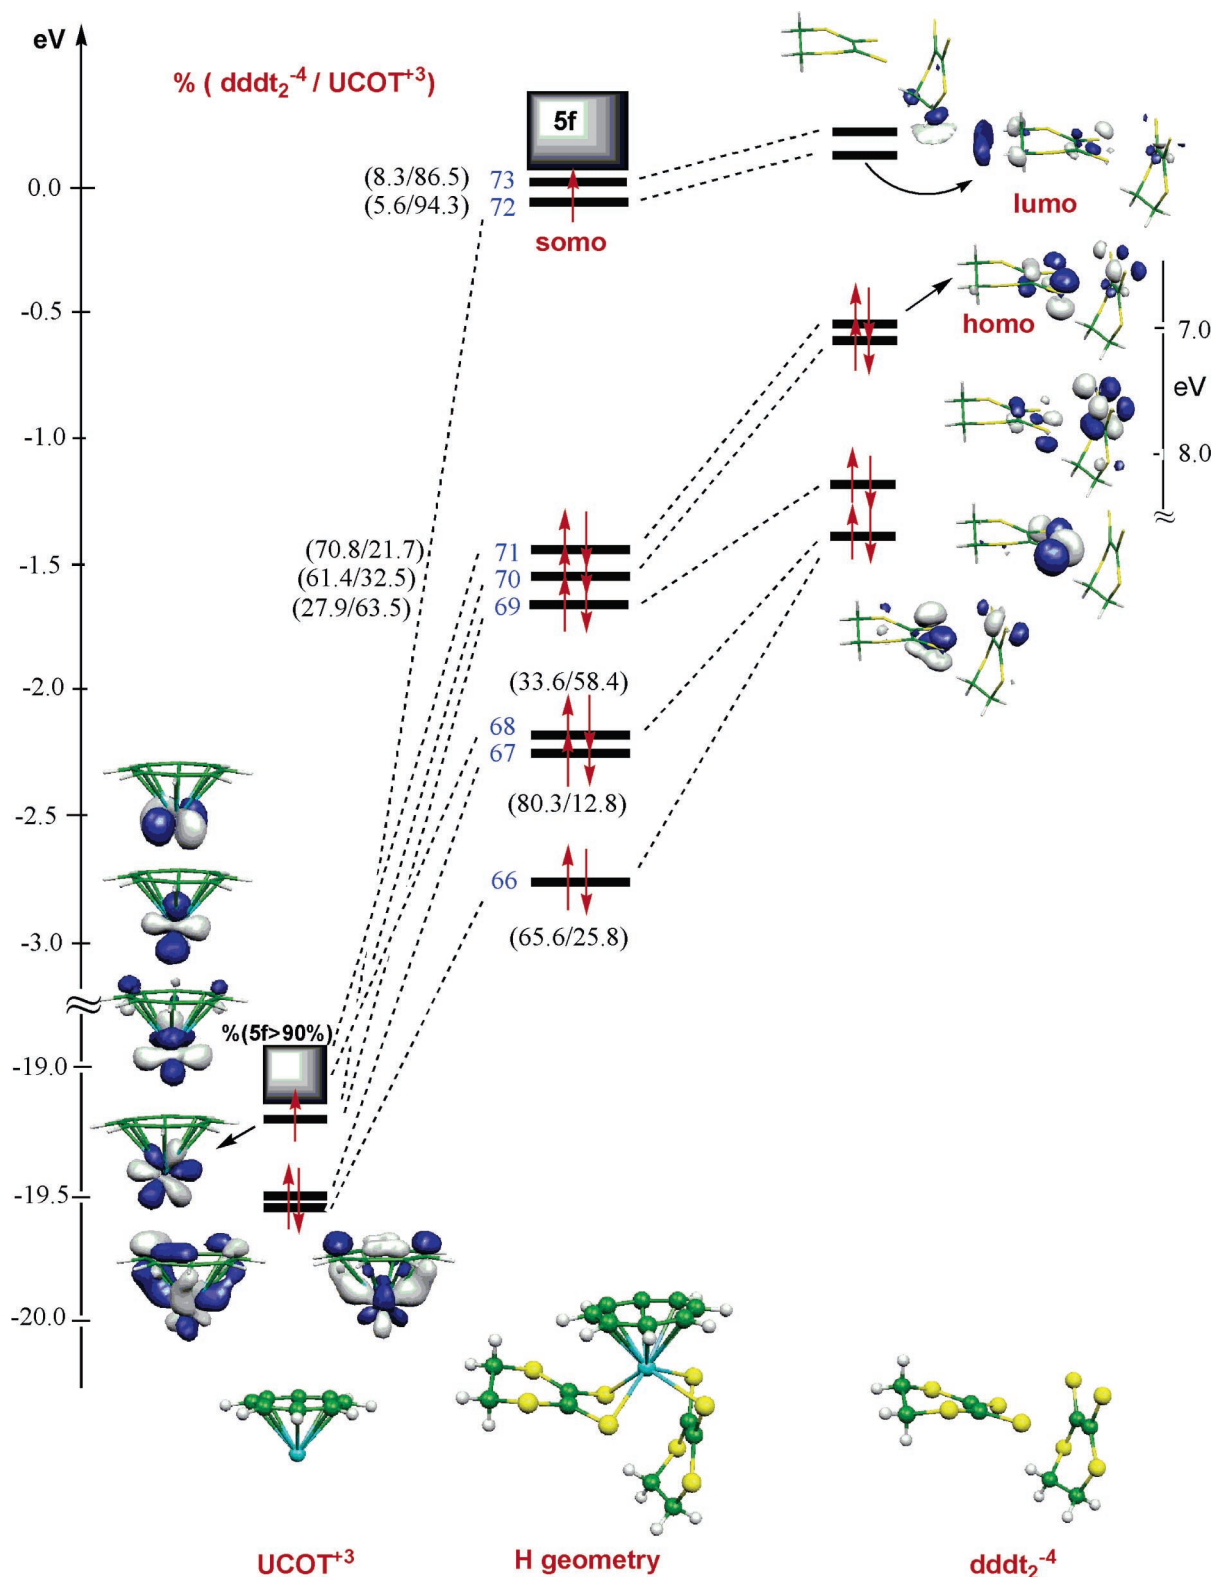 eV
% ( dddt₂⁻⁴ / UCOT⁺³)
5f
0.0
(8.3/86.5)
73
(5.6/94.3)
72
somo
lumo
-0.5
homo
7.0
eV
-1.0
8.0
(70.8/21.7)
71
-1.5
(61.4/32.5)
70
(27.9/63.5)
69
-2.0
(33.6/58.4)
68
67
-2.5
(80.3/12.8)
66
-3.0
(65.6/25.8)
%(5f>90%)
-19.0
-19.5
-20.0
UCOT⁺³
H geometry
dddt₂⁻⁴